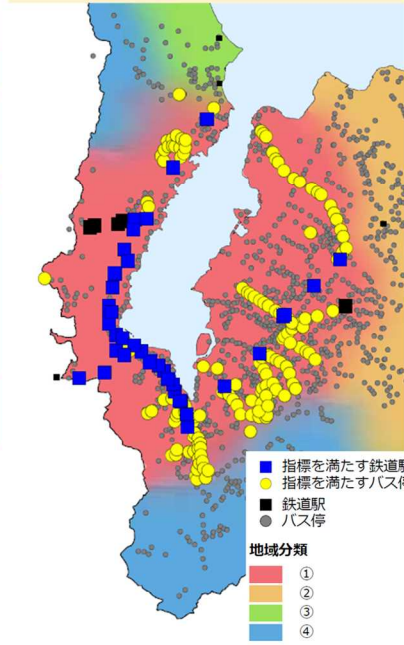 指標を満たす鉄道駅
指標を満たすバス停
鉄道駅
バス停
地域分類
①
②
③
④